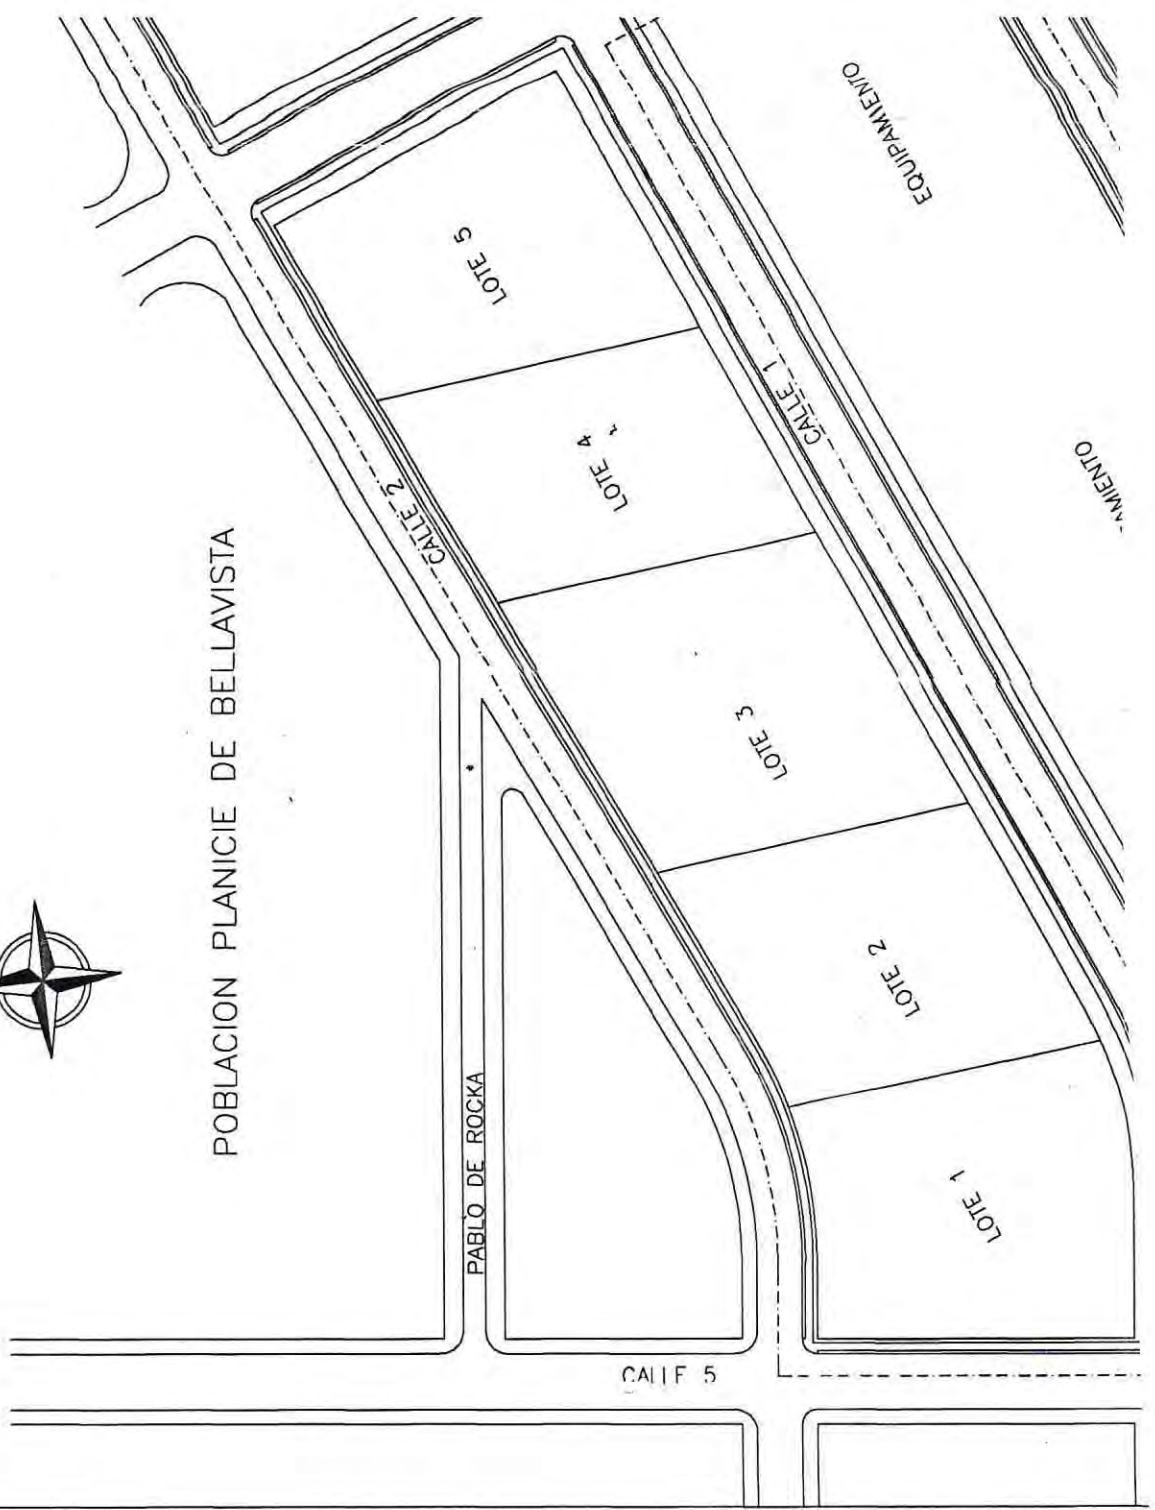 EQUIPAMIENTO
LOTE 5
CALLE 1
LOTE 4
AMIENTO
CALLE 2
POBLACION PLANICIE DE BELLAVISTA
LOTE 3
LOTE 2
PABLO DE ROCKA
LOTE 1
CALLE 5